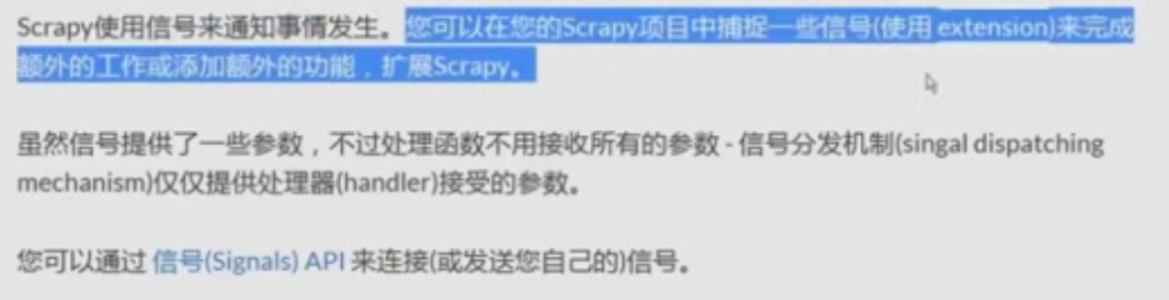 Scrapy使用信号来通知事情发生。您可以在您的Scrapy项目中捕捉一些信号(使用 extension)来完成
额外的工作或添加额外的功能，扩展Scrapy。
虽然信号提供了一些参数，不过处理函数不用接收所有的参数 - 信号分发机制(singal dispatching
mechanism)仅仅提供处理器(handler)接受的参数。
您可以通过 信号(Signals) API 来连接(或发送您自己的)信号。